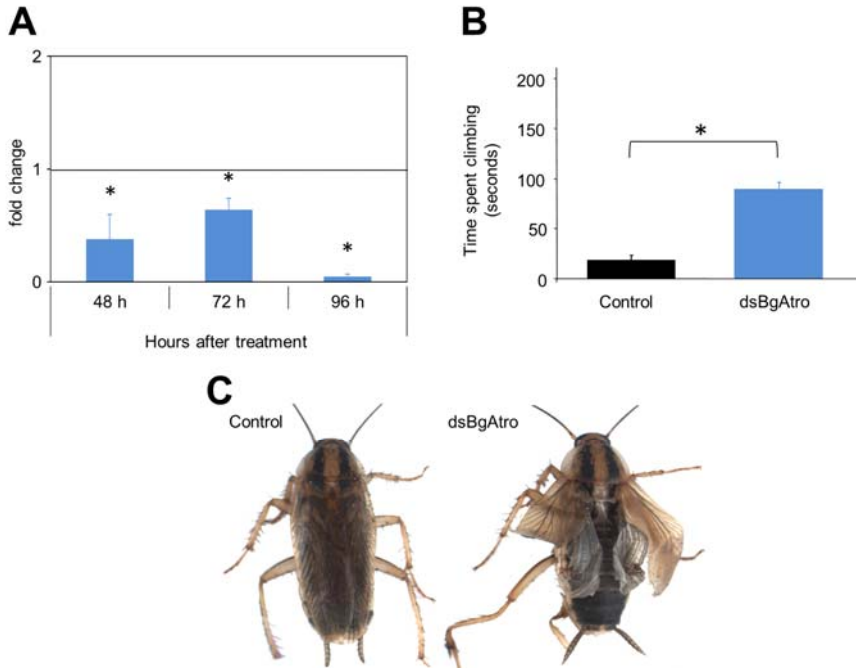 A
2
1
0
fold change
*
*
*
48 h
72 h
96 h
Hours after treatment
B
200
150
100
50
0
Time spent climbing
(seconds)
*
Control
dsBgAtro
C
Control
dsBgAtro